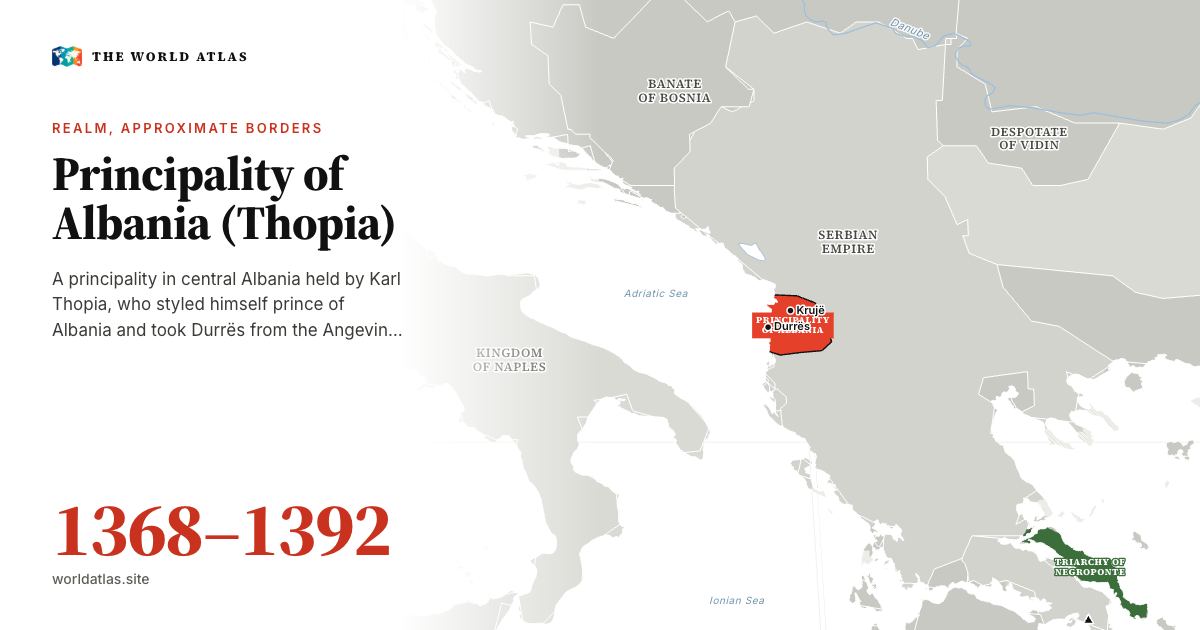 THE WORLD ATLAS
REALM, APPROXIMATE BORDERS
Principality of
Albania (Thopia)
A principality in central Albania held by Karl
Thopia, who styled himself prince of
Albania and took Durrës from the Angevin...
1368–1392
worldatlas.site
Danube
BANATE
OF BOSNIA
DESPOTATE
OF VIDIN
SERBIAN
EMPIRE
Adriatic Sea
Krujë
PRINCIPALITY
Durrës
KINGDOM
OF NAPLES
TRIARCHY OF
NEGROPONTE
Ionian Sea